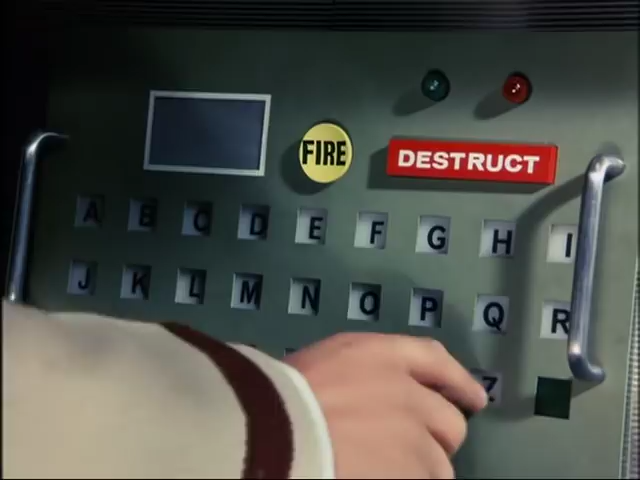 FIRE
DESTRUCT
A B C D E F G H I
J K L M N O P Q R
Z